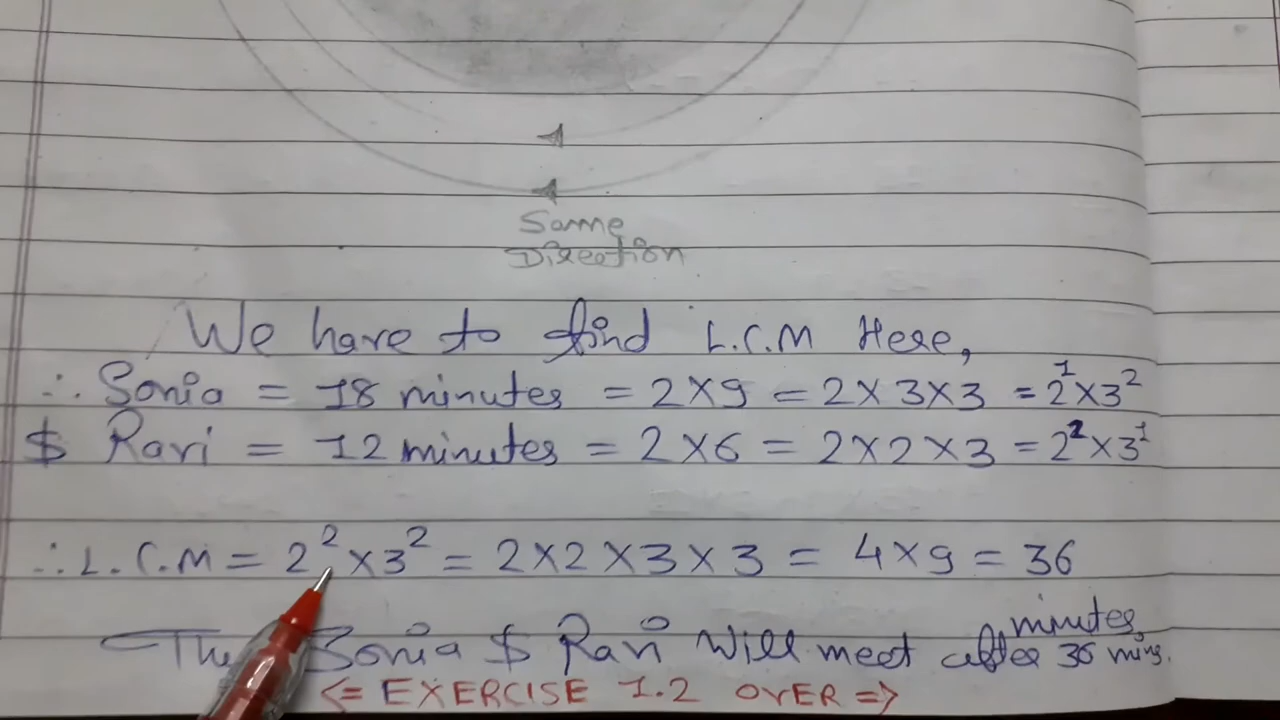 Same
Direction
We have to find L.C.M Here,
∴ Sonia = 18 minutes = 2×9 = 2×3×3 = 2¹×3²
$ Ravi = 12 minutes = 2×6 = 2×2×3 = 2²×3¹
∴ L.C.M = 2²×3² = 2×2×3×3 = 4×9 = 36
minutes
The Sonia $ Ravi will meet after 36 mins.
<= EXERCISE 1.2 OVER =>